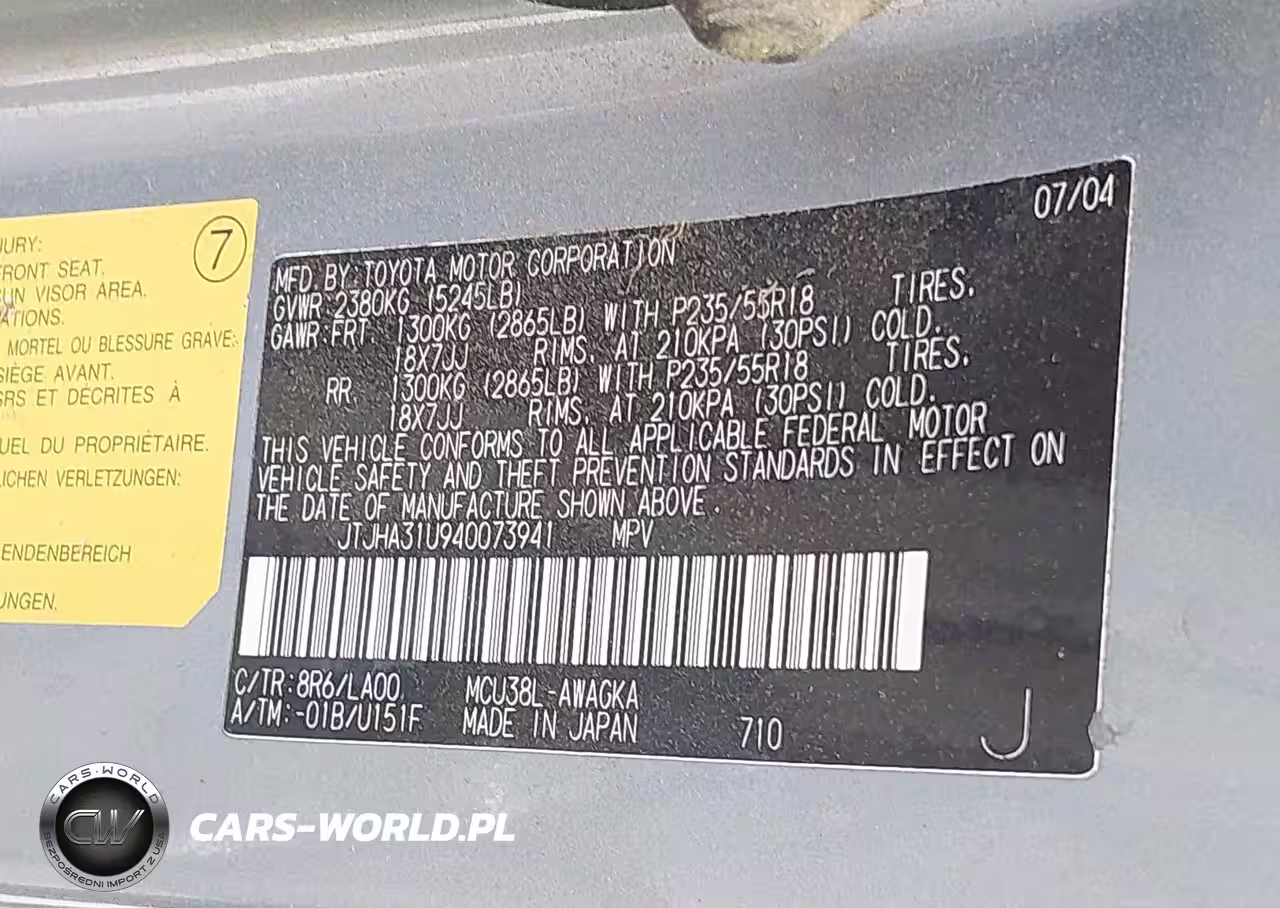 JURY:
FRONT SEAT.
SUN VISOR AREA.
ATIONS.
MORTEL OU BLESSURE GRAVE:
SIÈGE AVANT.
SRS ET DÉCRITES À
UEL DU PROPRIÉTAIRE.
LICHEN VERLETZUNGEN:
ENDENBEREICH
UNGEN.
7
07/04
MFD. BY: TOYOTA MOTOR CORPORATION
GVWR: 2380KG (5245LB)
GAWR: FRT. 1300KG (2865LB) WITH P235/55R18 TIRES.
18X7JJ RIMS. AT 210KPA (30PSI) COLD.
RR. 1300KG (2865LB) WITH P235/55R18 TIRES.
18X7JJ RIMS. AT 210KPA (30PSI) COLD.
THIS VEHICLE CONFORMS TO ALL APPLICABLE FEDERAL MOTOR
VEHICLE SAFETY AND THEFT PREVENTION STANDARDS IN EFFECT ON
THE DATE OF MANUFACTURE SHOWN ABOVE.
JTJHA31U940073941 MPV
C/TR:8R6/LA00 MCU38L-AWAGKA
A/TM:-01B/U151F MADE IN JAPAN 710 J
CARS-WORLD
CW
BEZPOŚREDNI IMPORT Z USA
CARS-WORLD.PL